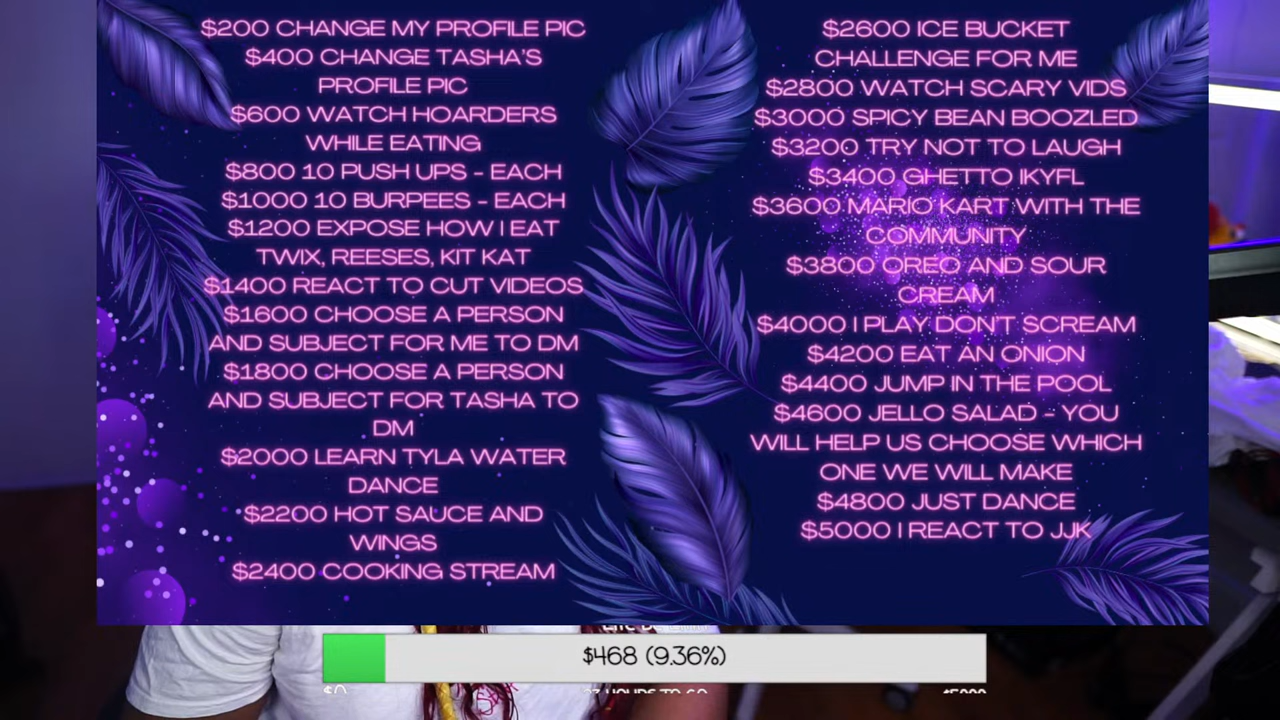 $200 CHANGE MY PROFILE PIC
$400 CHANGE TASHA'S
PROFILE PIC
$600 WATCH HOARDERS
WHILE EATING
$800 10 PUSH UPS - EACH
$1000 10 BURPEES - EACH
$1200 EXPOSE HOW I EAT
TWIX, REESES, KIT KAT
$1400 REACT TO CUT VIDEOS
$1600 CHOOSE A PERSON
AND SUBJECT FOR ME TO DM
$1800 CHOOSE A PERSON
AND SUBJECT FOR TASHA TO
DM
$2000 LEARN TYLA WATER
DANCE
$2200 HOT SAUCE AND
WINGS
$2400 COOKING STREAM
$2600 ICE BUCKET
CHALLENGE FOR ME
$2800 WATCH SCARY VIDS
$3000 SPICY BEAN BOOZLED
$3200 TRY NOT TO LAUGH
$3400 GHETTO IKYFL
$3600 MARIO KART WITH THE
COMMUNITY
$3800 OREO AND SOUR
CREAM
$4000 I PLAY DON'T SCREAM
$4200 EAT AN ONION
$4400 JUMP IN THE POOL
$4600 JELLO SALAD - YOU
WILL HELP US CHOOSE WHICH
ONE WE WILL MAKE
$4800 JUST DANCE
$5000 I REACT TO JJK
$468 (9.36%)
$0 23 HOURS TO GO $5000